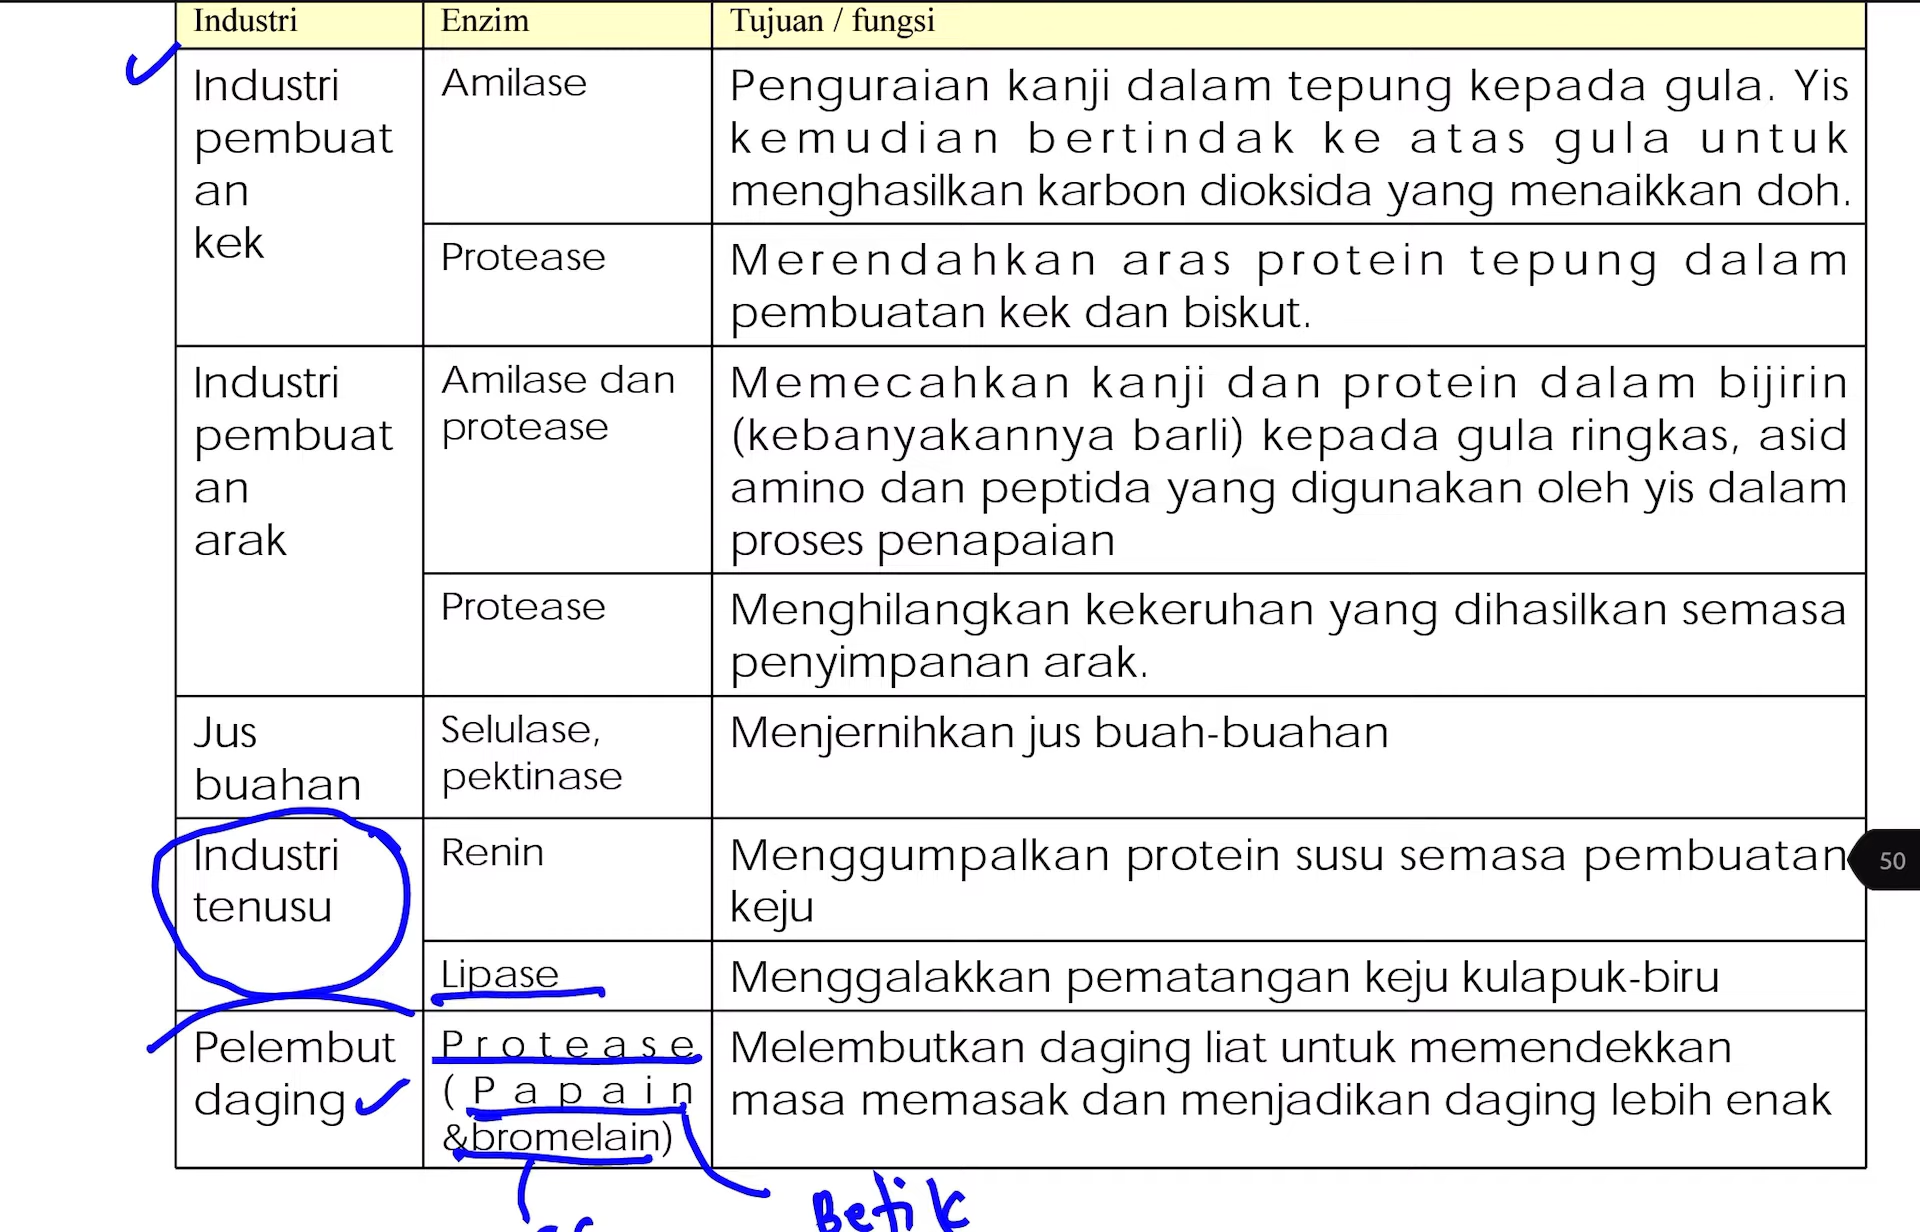 Industri Enzim Tujuan / fungsi
Industri
pembuat
an
kek
Amilase
Penguraian kanji dalam tepung kepada gula. Yis
kemudian bertindak ke atas gula untuk
menghasilkan karbon dioksida yang menaikkan doh.
Protease
Merendahkan aras protein tepung dalam
pembuatan kek dan biskut.
Industri
pembuat
an
arak
Amilase dan
protease
Memecahkan kanji dan protein dalam bijirin
(kebanyakannya barli) kepada gula ringkas, asid
amino dan peptida yang digunakan oleh yis dalam
proses penapaian
Protease
Menghilangkan kekeruhan yang dihasilkan semasa
penyimpanan arak.
Jus
buahan
Selulase,
pektinase
Menjernihkan jus buah-buahan
Industri
tenusu
Renin
Menggumpalkan protein susu semasa pembuatan
keju
50
Lipase
Menggalakkan pematangan keju kulapuk-biru
Pelembut
daging
Protease
(Papain
&bromelain)
Melembutkan daging liat untuk memendekkan
masa memasak dan menjadikan daging lebih enak
Betik